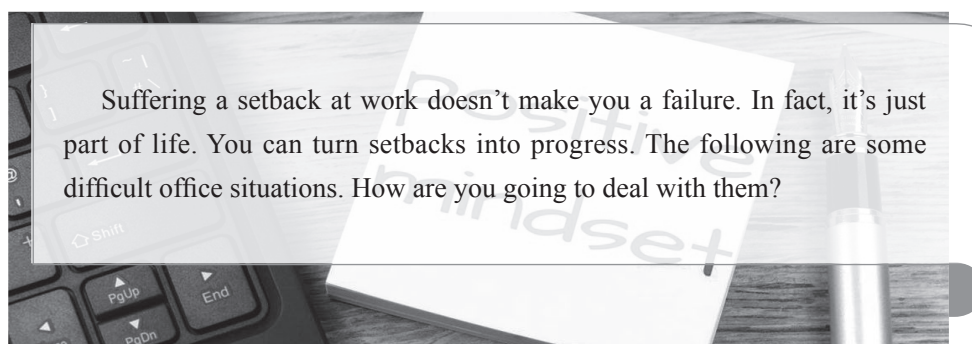 Suffering a setback at work doesn't make you a failure. In fact, it's just
part of life. You can turn setbacks into progress. The following are some
difficult office situations. How are you going to deal with them?
positive
mindset
Shift
PgUp
End
PgDn